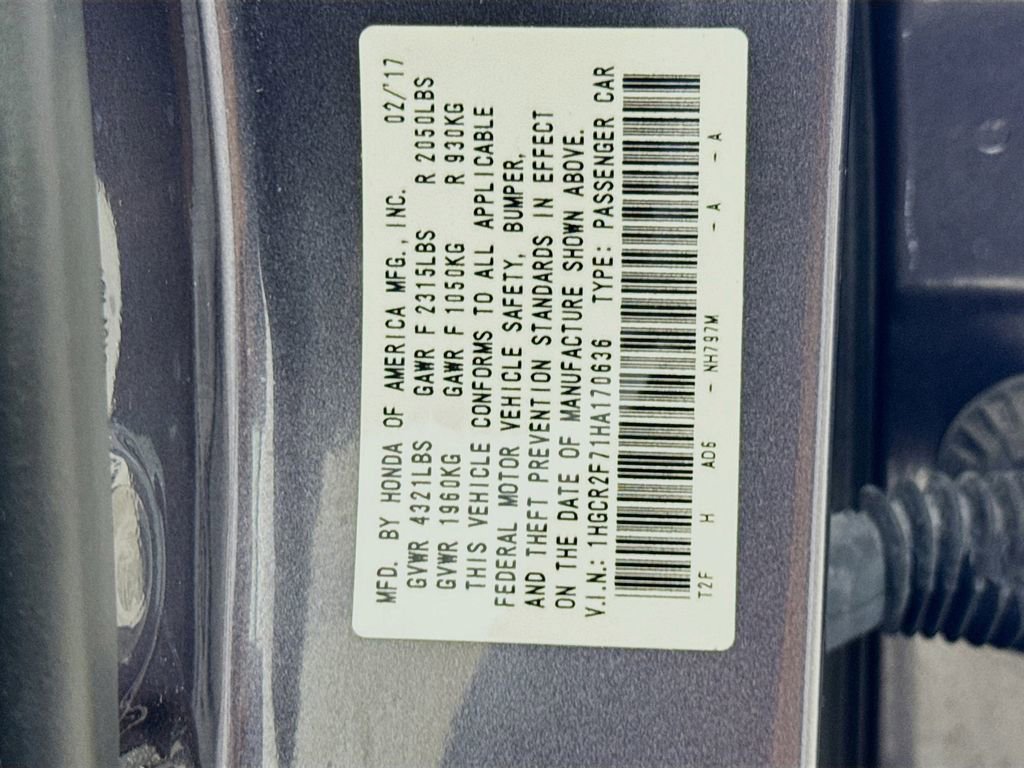 MFD. BY HONDA OF AMERICA MFG., INC. 02/'17
GVWR 4321LBS GAWR F 2315LBS R 2050LBS
GVWR 1960KG GAWR F 1050KG R 930KG
THIS VEHICLE CONFORMS TO ALL APPLICABLE
FEDERAL MOTOR VEHICLE SAFETY, BUMPER,
AND THEFT PREVENTION STANDARDS IN EFFECT
ON THE DATE OF MANUFACTURE SHOWN ABOVE.
V.I.N.: 1HGCR2F71HA170636 TYPE: PASSENGER CAR
T2F H AD6 - NH797M - A - A